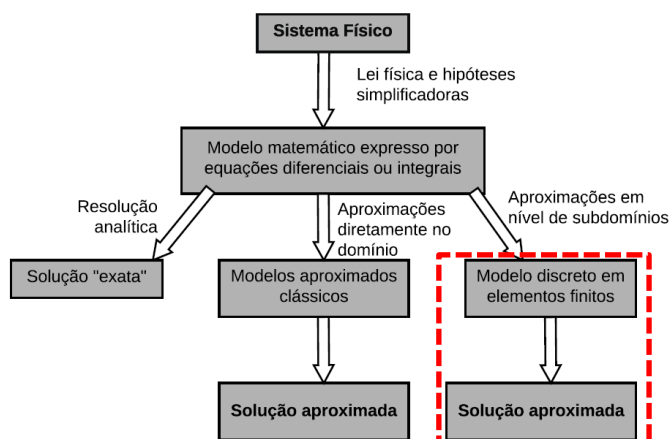 Sistema Físico
Lei física e hipóteses
simplificadoras
Modelo matemático expresso por
equações diferenciais ou integrais
Resolução
analítica
Aproximações
diretamente no
domínio
Aproximações em
nível de subdomínios
Solução "exata"
Modelos aproximados
clássicos
Modelo discreto em
elementos finitos
Solução aproximada
Solução aproximada